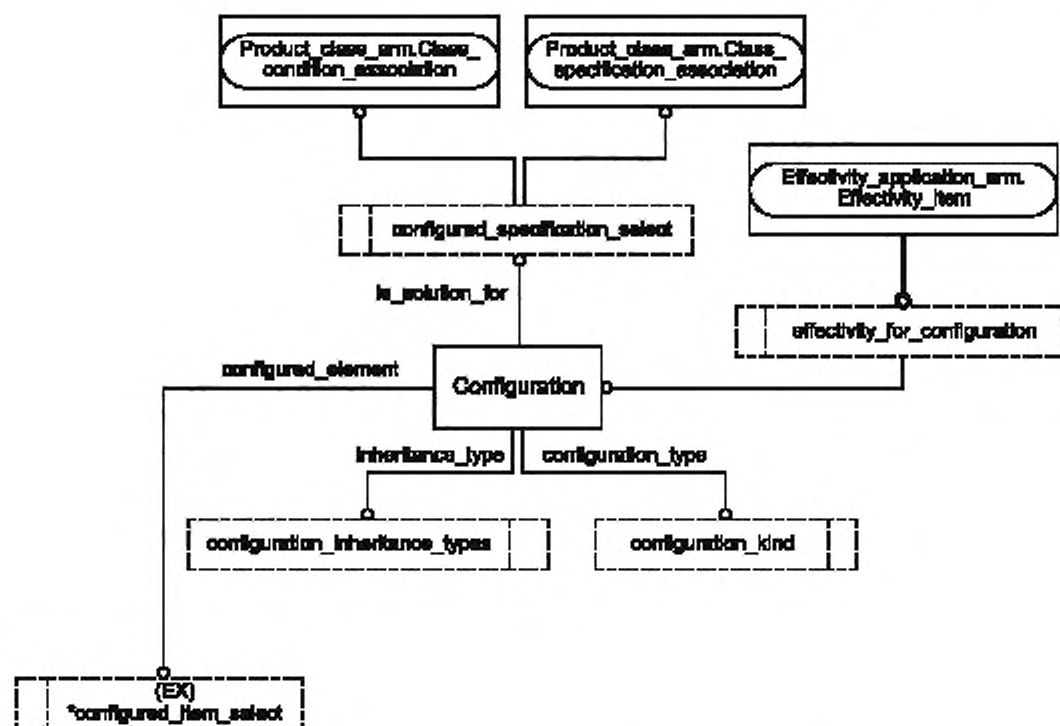 Product_class_arm.Class_
condition_association
Product_class_arm.Class_
specification_association
Effectivity_application_arm.
Effectivity_item
configured_specification_select
is_solution_for
effectivity_for_configuration
configured_element
Configuration
inheritance_type
configuration_type
configuration_inheritance_types
configuration_kind
(EX)
*configured_item_select